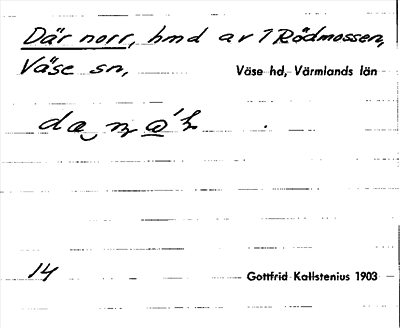 Där norr, hmd av 1 Rödmossen,
Väse sn,
Väse hd, Värmlands län
14
Gottfrid Kallstenius 1903